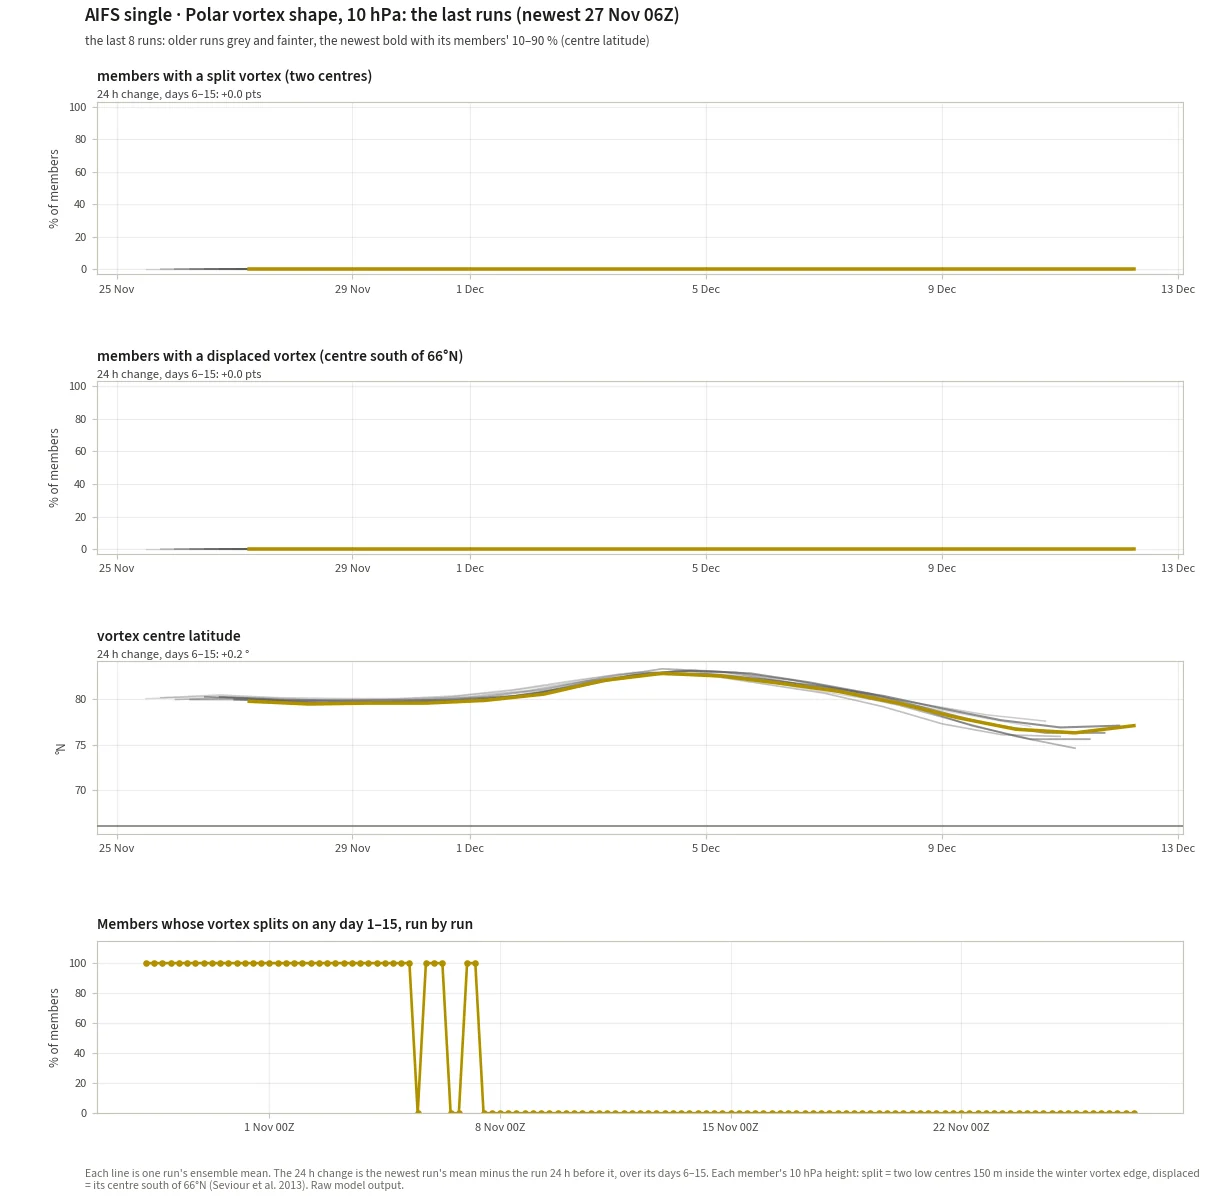 AIFS single · Polar vortex shape, 10 hPa: the last runs (newest 27 Nov 06Z)
the last 8 runs: older runs grey and fainter, the newest bold with its members' 10–90 % (centre latitude)
members with a split vortex (two centres)
24 h change, days 6–15: +0.0 pts
100
80
60
40
20
0
% of members
25 Nov
29 Nov
1 Dec
5 Dec
9 Dec
13 Dec
members with a displaced vortex (centre south of 66°N)
24 h change, days 6–15: +0.0 pts
100
80
60
40
20
0
% of members
25 Nov
29 Nov
1 Dec
5 Dec
9 Dec
13 Dec
vortex centre latitude
24 h change, days 6–15: +0.2 °
80
75
70
°N
25 Nov
29 Nov
1 Dec
5 Dec
9 Dec
13 Dec
Members whose vortex splits on any day 1–15, run by run
100
80
60
40
20
0
% of members
1 Nov 00Z
8 Nov 00Z
15 Nov 00Z
22 Nov 00Z
Each line is one run's ensemble mean. The 24 h change is the newest run's mean minus the run 24 h before it, over its days 6–15. Each member's 10 hPa height: split = two low centres 150 m inside the winter vortex edge, displaced
= its centre south of 66°N (Seviour et al. 2013). Raw model output.